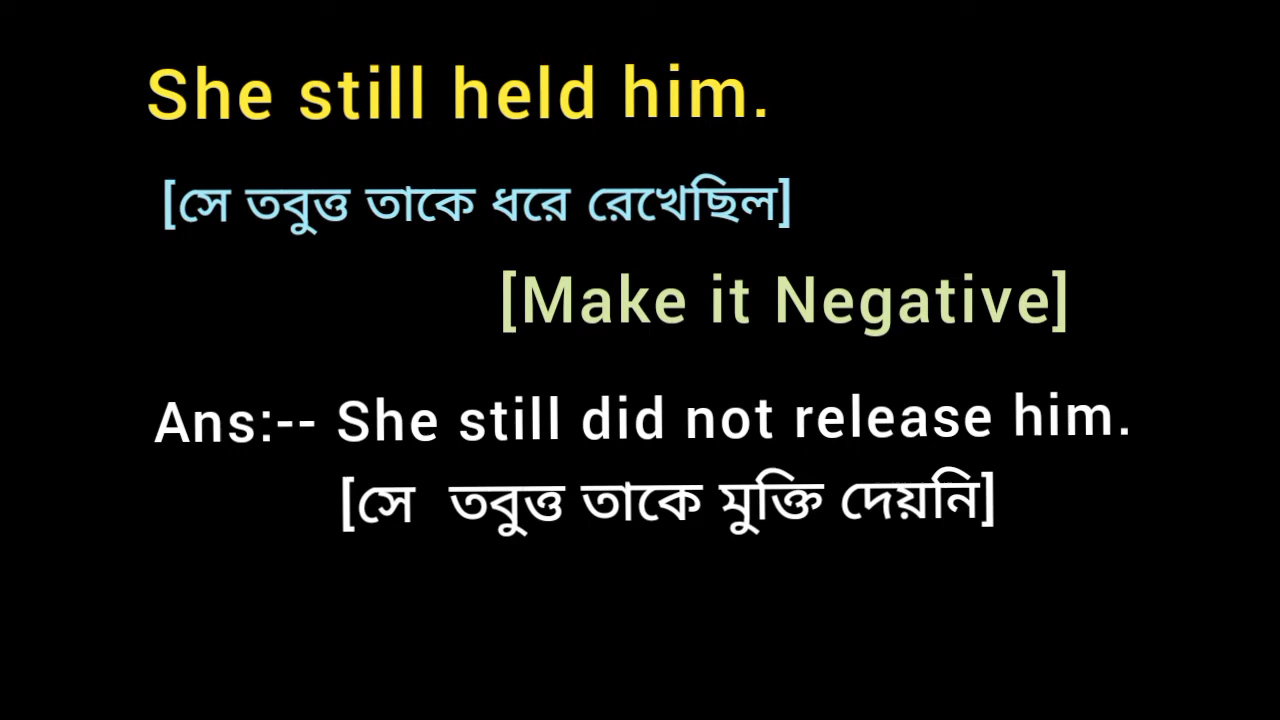 She still held him.
[সে তবুত্ত তাকে ধরে রেখেছিল]
[Make it Negative]
Ans:-- She still did not release him.
[সে তবুত্ত তাকে মুক্তি দেয়নি]